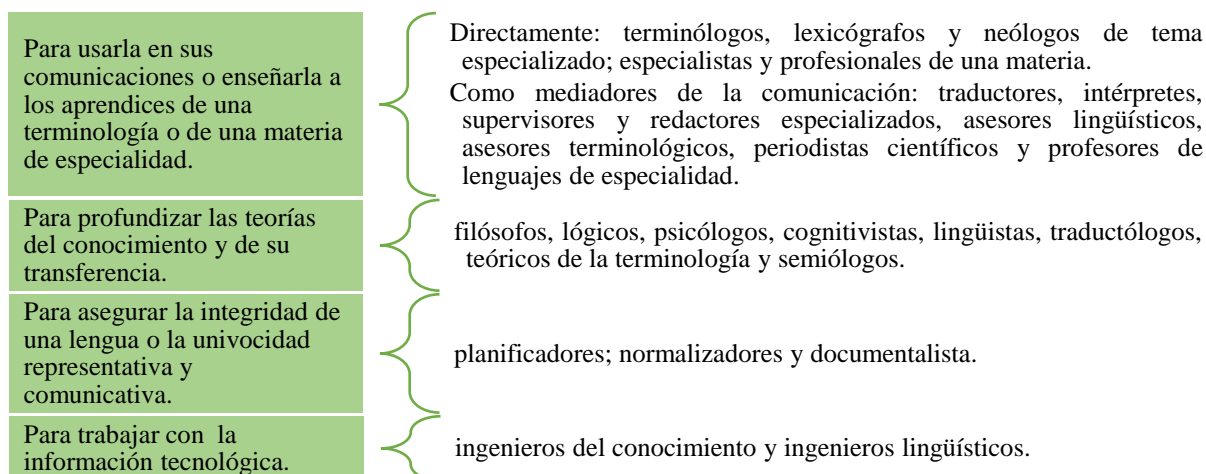 Para usarla en sus
comunicaciones o enseñarla a
los aprendices de una
terminología o de una materia
de especialidad.
Directamente: terminólogos, lexicógrafos y neólogos de tema
especializado; especialistas y profesionales de una materia.
Como mediadores de la comunicación: traductores, intérpretes,
supervisores y redactores especializados, asesores lingüísticos,
asesores terminológicos, periodistas científicos y profesores de
lenguajes de especialidad.
Para profundizar las teorías
del conocimiento y de su
transferencia.
filósofos, lógicos, psicólogos, cognitivistas, lingüistas, traductólogos,
teóricos de la terminología y semiólogos.
Para asegurar la integridad de
una lengua o la univocidad
representativa y
comunicativa.
planificadores; normalizadores y documentalista.
Para trabajar con la
información tecnológica.
ingenieros del conocimiento y ingenieros lingüísticos.